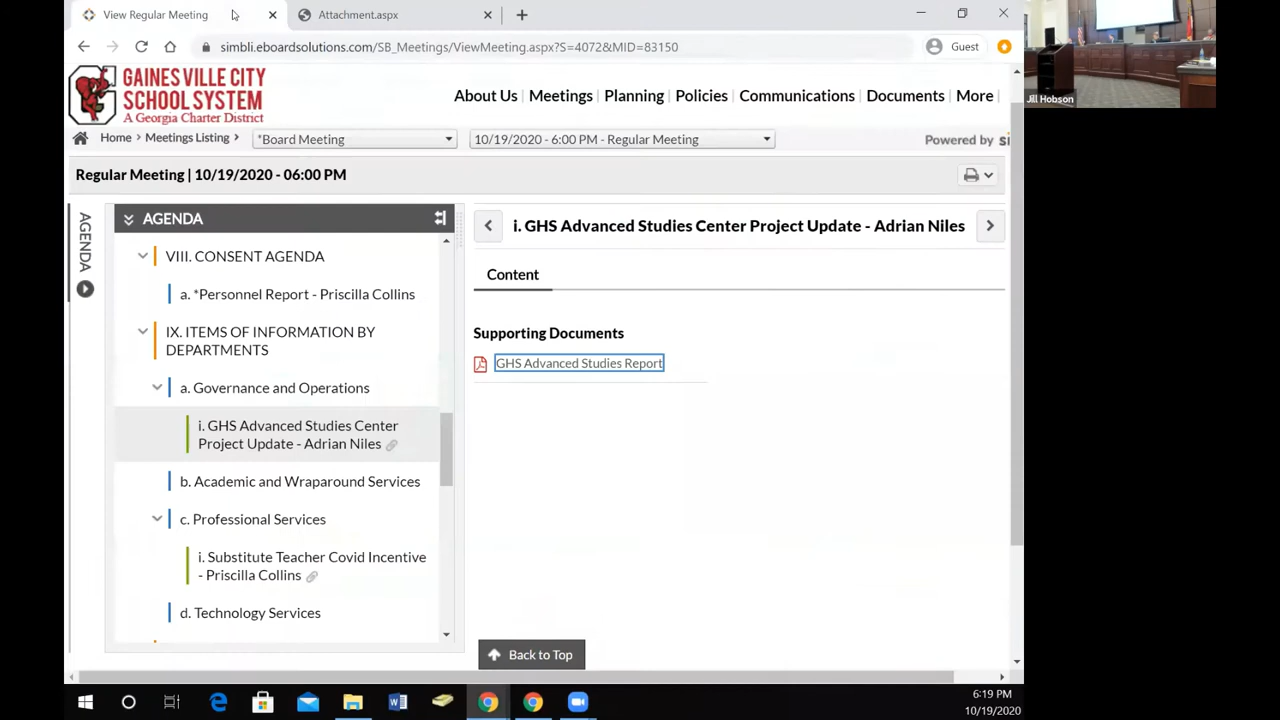 View Regular Meeting
Attachment.aspx
simbli.eboardsolutions.com/SB_Meetings/ViewMeeting.aspx?S=4072&MID=83150
Guest
GAINESVILLE CITY
SCHOOL SYSTEM
A Georgia Charter District
About Us | Meetings | Planning | Policies | Communications | Documents | More |
Home > Meetings Listing >
*Board Meeting
10/19/2020 - 6:00 PM - Regular Meeting
Powered by si
Regular Meeting | 10/19/2020 - 06:00 PM
AGENDA
AGENDA
VIII. CONSENT AGENDA
a. *Personnel Report - Priscilla Collins
IX. ITEMS OF INFORMATION BY
DEPARTMENTS
a. Governance and Operations
i. GHS Advanced Studies Center
Project Update - Adrian Niles
b. Academic and Wraparound Services
c. Professional Services
i. Substitute Teacher Covid Incentive
- Priscilla Collins
d. Technology Services
i. GHS Advanced Studies Center Project Update - Adrian Niles
Content
Supporting Documents
GHS Advanced Studies Report
Back to Top
6:19 PM
10/19/2020
Jill Hobson